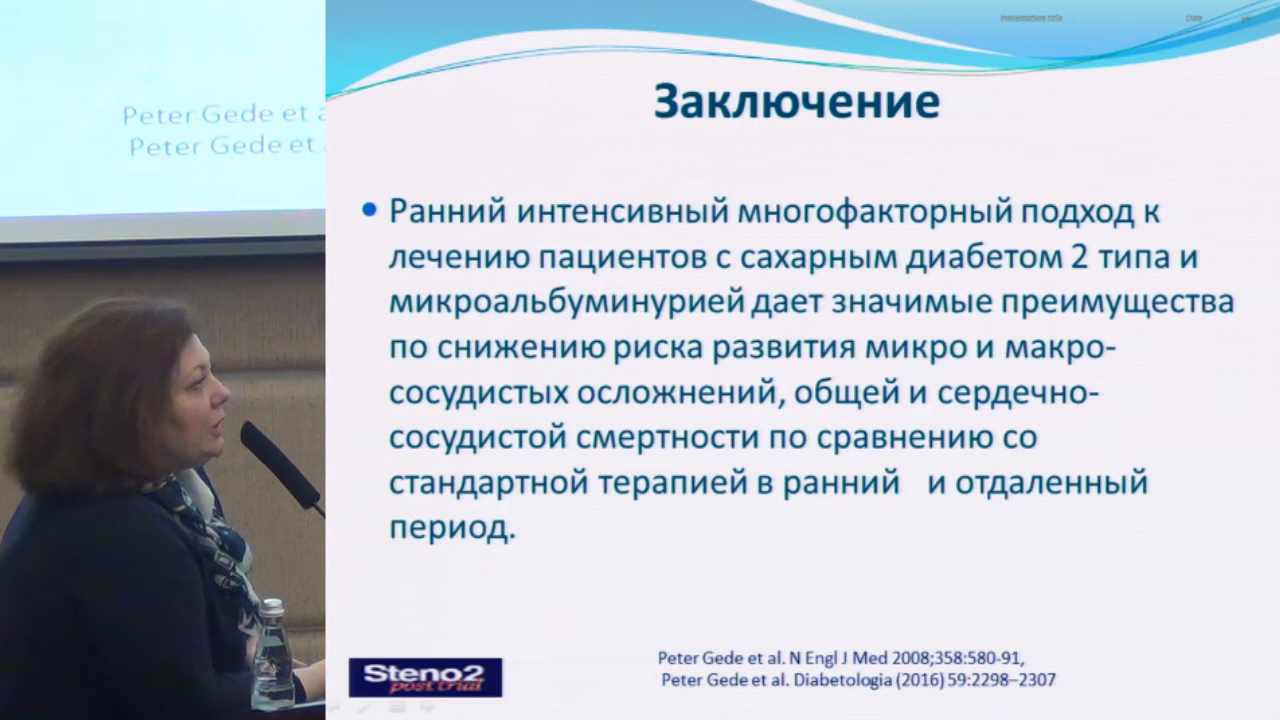 Peter Gede et a
Peter Gede et
Presentation title
Date
Заключение
• Ранний интенсивный многофакторный подход к
лечению пациентов с сахарным диабетом 2 типа и
микроальбуминурией дает значимые преимущества
по снижению риска развития микро и макро-
сосудистых осложнений, общей и сердечно-
сосудистой смертности по сравнению со
стандартной терапией в ранний и отдаленный
период.
Steno2
post trial
Peter Gede et al. N Engl J Med 2008;358:580-91,
Peter Gede et al. Diabetologia (2016) 59:2298–2307